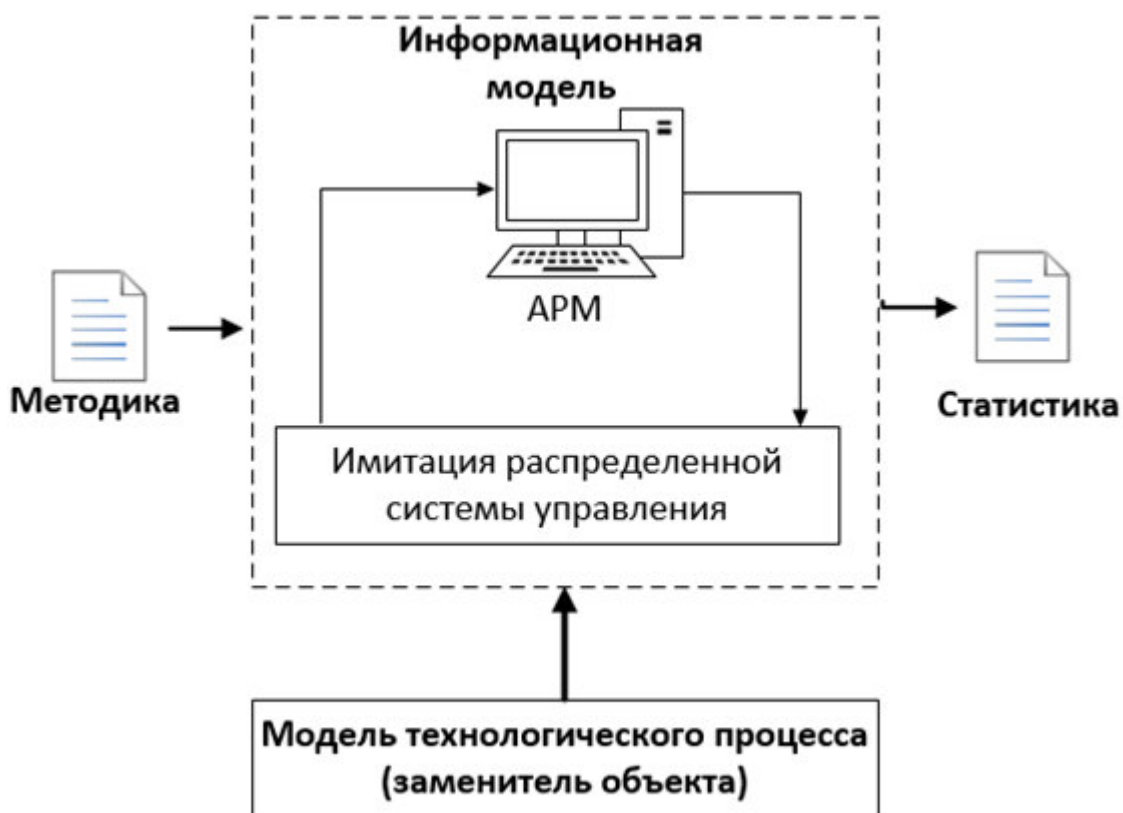 Информационная
модель
АРМ
Методика
Статистика
Имитация распределенной
системы управления
Модель технологического процесса
(заменитель объекта)